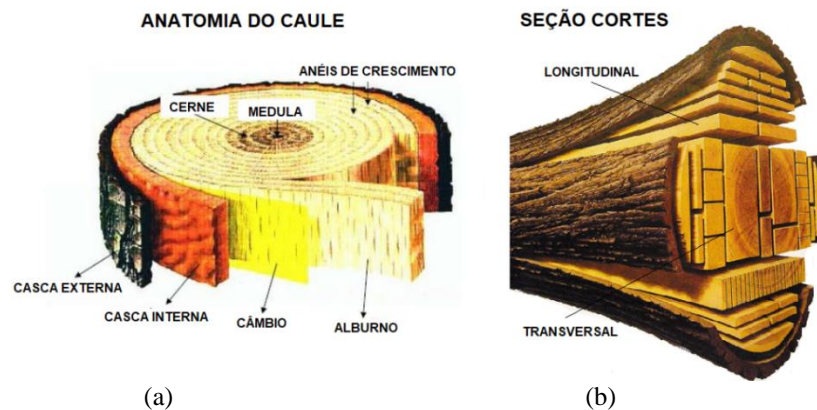 ANATOMIA DO CAULE
ANÉIS DE CRESCIMENTO
CERNE
MEDULA
CASCA EXTERNA
CASCA INTERNA
CÂMBIO
ALBURNO
(a)
SEÇÃO CORTES
LONGITUDINAL
TRANSVERSAL
(b)